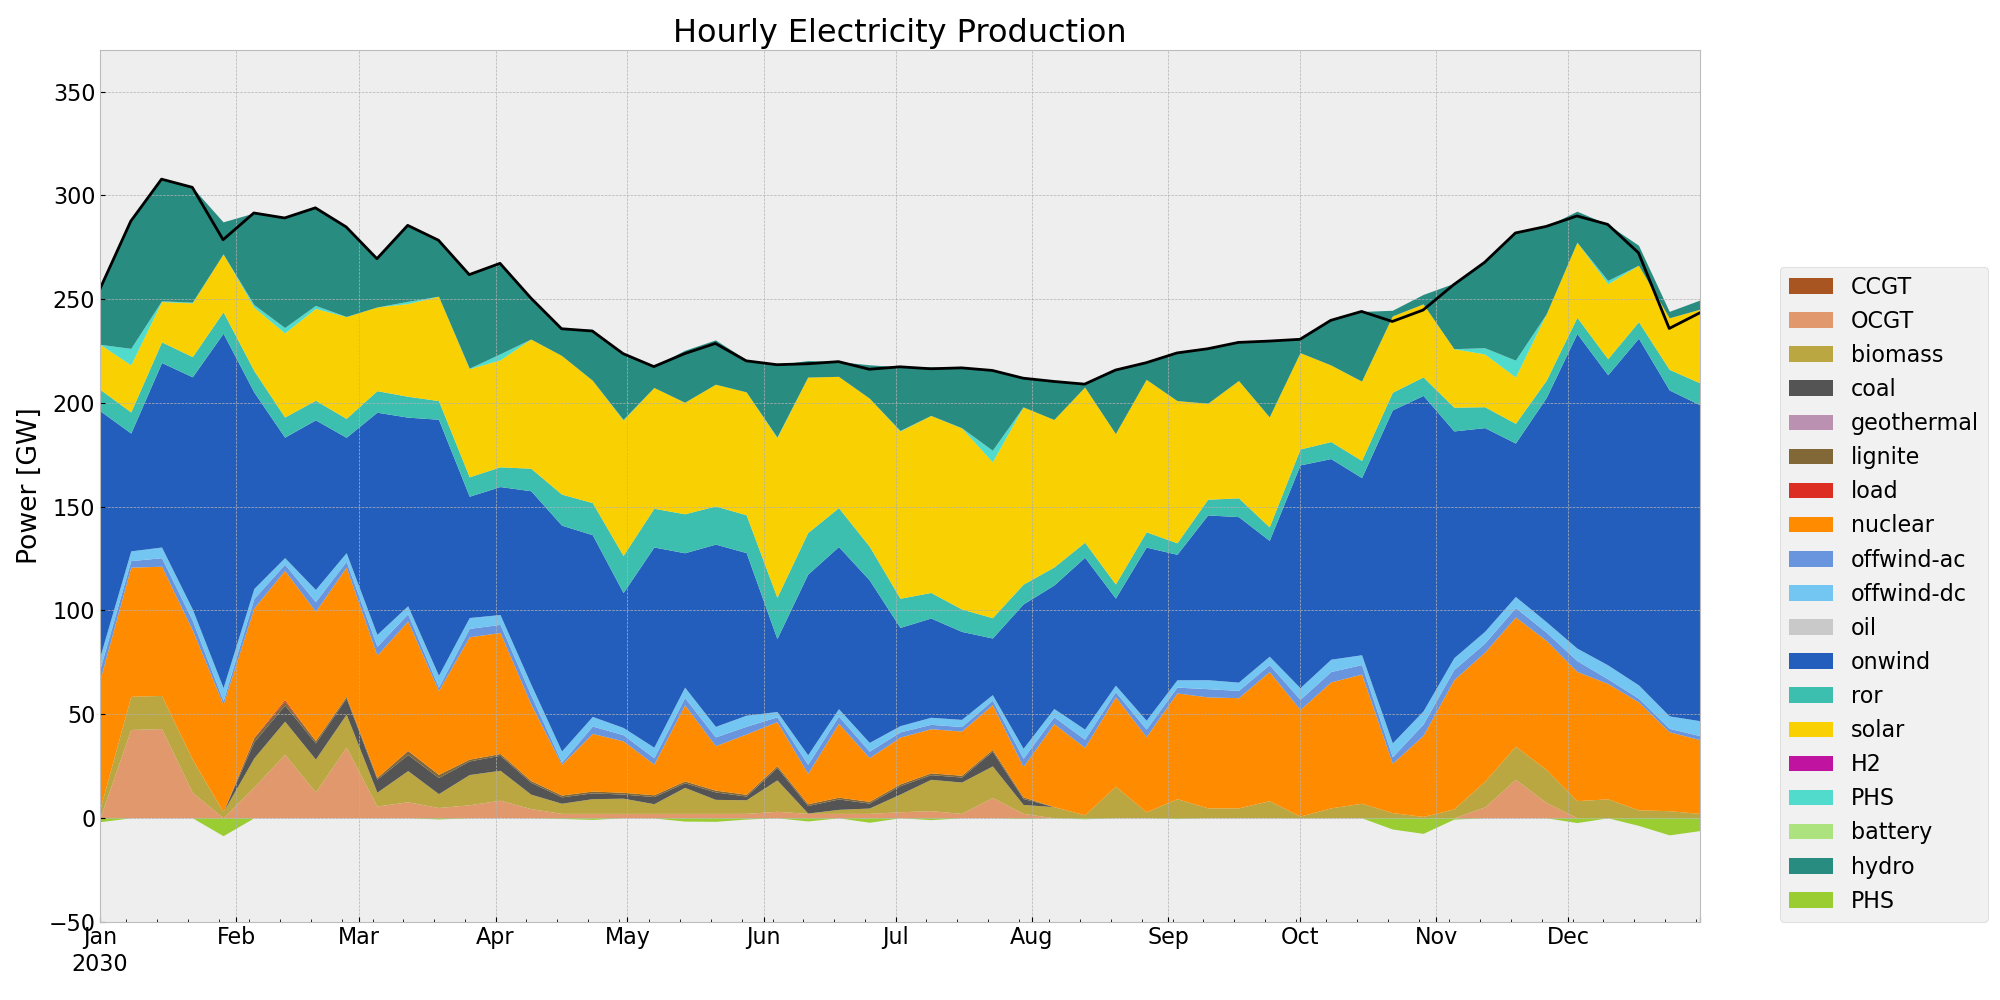 Hourly Electricity Production
Power [GW]
350
300
250
200
150
100
50
0
−50
Jan Feb Mar Apr May Jun Jul Aug Sep Oct Nov Dec
2030
CCGT
OCGT
biomass
coal
geothermal
lignite
load
nuclear
offwind-ac
offwind-dc
oil
onwind
ror
solar
H2
PHS
battery
hydro
PHS